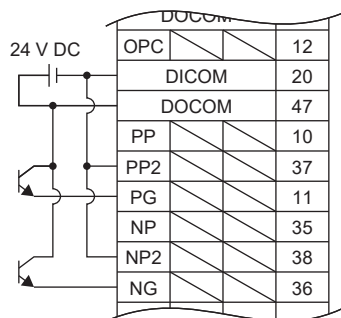 DOCOM
OPC 12
24 V DC
DICOM 20
DOCOM 47
PP 10
PP2 37
PG 11
NP 35
NP2 38
NG 36